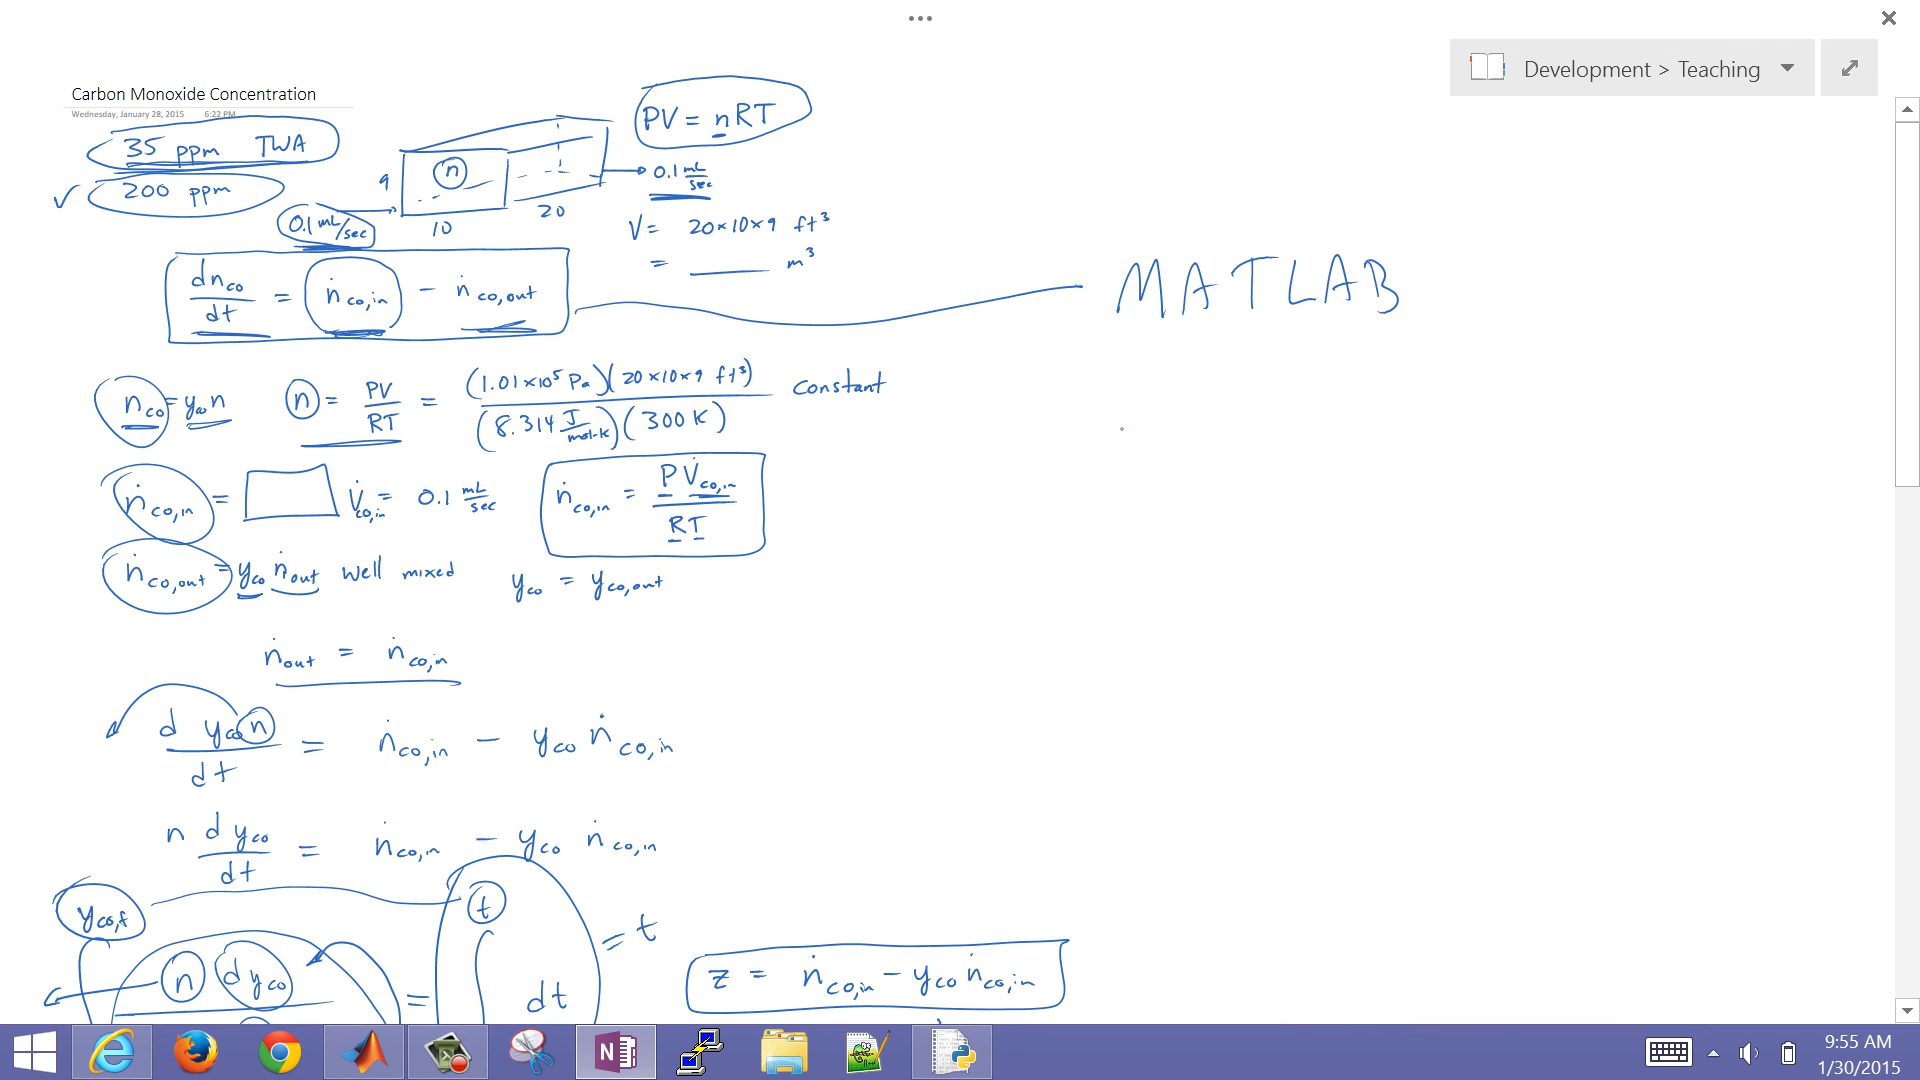 Development > Teaching
Carbon Monoxide Concentration
Wednesday, January 28, 2015 6:22 PM
35 ppm TWA
200 ppm
PV = nRT
n
9
10
20
0.1 mL/sec
0.1 mL/sec
V = 20×10×9 ft³
= ___ m³
dn_co/dt = ṅ_co,in − ṅ_co,out
MATLAB
n_co = y_co n n = PV/RT = (1.01×10⁵ Pa)(20×10×9 ft³)/(8.314 J/mol·K)(300 K) constant
ṅ_co,in = V̇_co,in = 0.1 mL/sec ṅ_co,in = PV̇_co,in/RT
ṅ_co,out = y_co ṅ_out well mixed y_co = y_co,out
ṅ_out = ṅ_co,in
d y_co n/dt = ṅ_co,in − y_co ṅ_co,in
n d y_co/dt = ṅ_co,in − y_co ṅ_co,in
y_co,f t
n dy_co = ∫ dt = t
z = ṅ_co,in − y_co ṅ_co,in
9:55 AM
1/30/2015